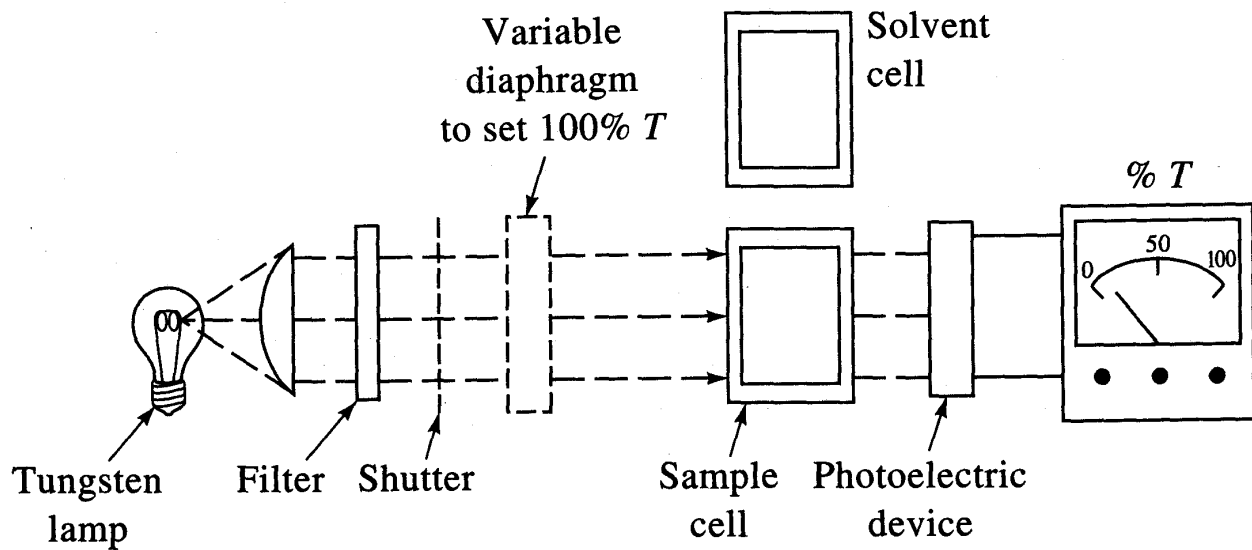 Variable
diaphragm
to set 100% T
Solvent
cell
% T
0 50 100
Tungsten
lamp
Filter
Shutter
Sample
cell
Photoelectric
device